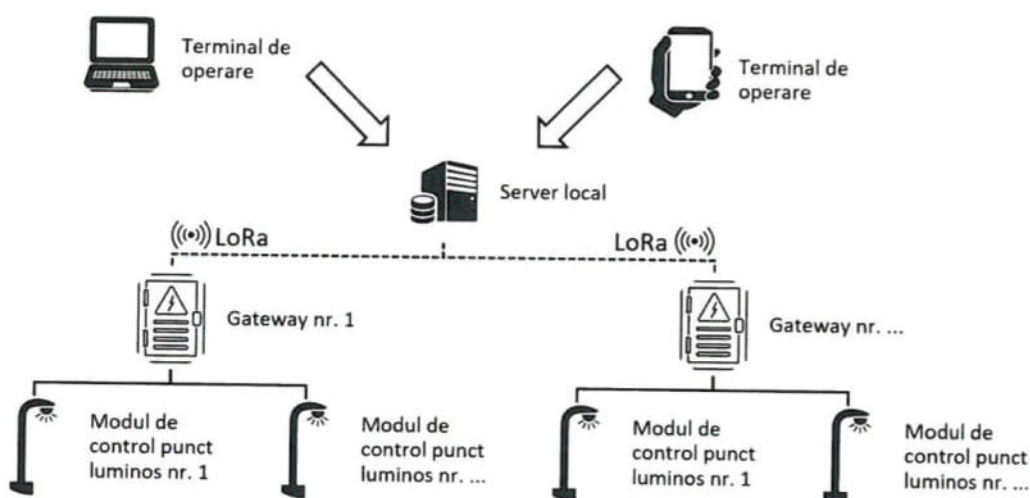 Terminal de
operare
Terminal de
operare
Server local
LoRa
LoRa
Gateway nr. 1
Gateway nr. ...
Modul de
control punct
luminos nr. 1
Modul de
control punct
luminos nr. ...
Modul de
control punct
luminos nr. 1
Modul de
control punct
luminos nr. ...